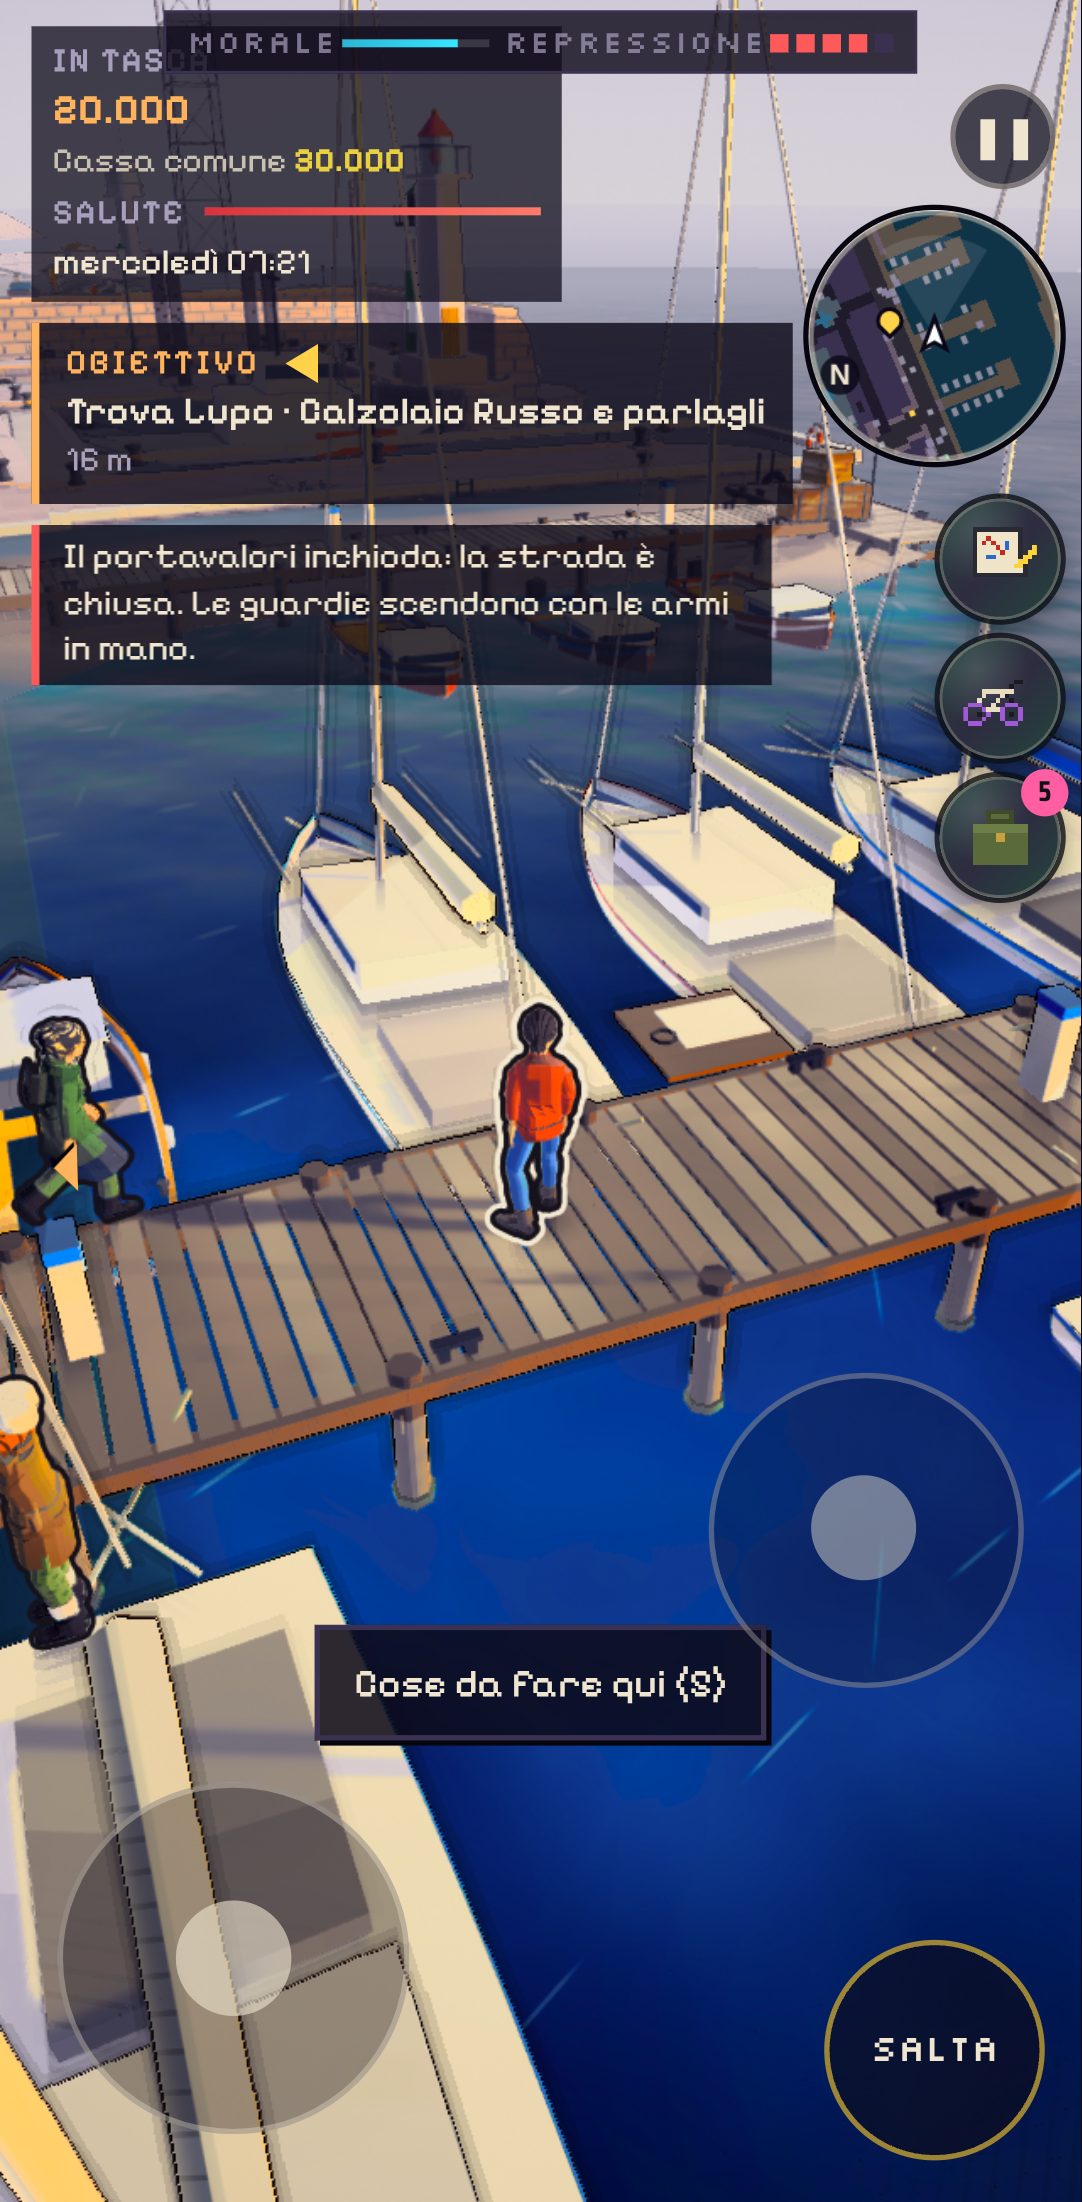 MORALE REPRESSIONE
IN TASCA
20.000
Cassa comune 30.000
SALUTE
mercoledì 07:21
N
OBIETTIVO
Trova Lupo · Calzolaio Russo e parlagli
16 m
Il portavalori inchioda: la strada è
chiusa. Le guardie scendono con le armi
in mano.
5
Cose da fare qui (S)
SALTA